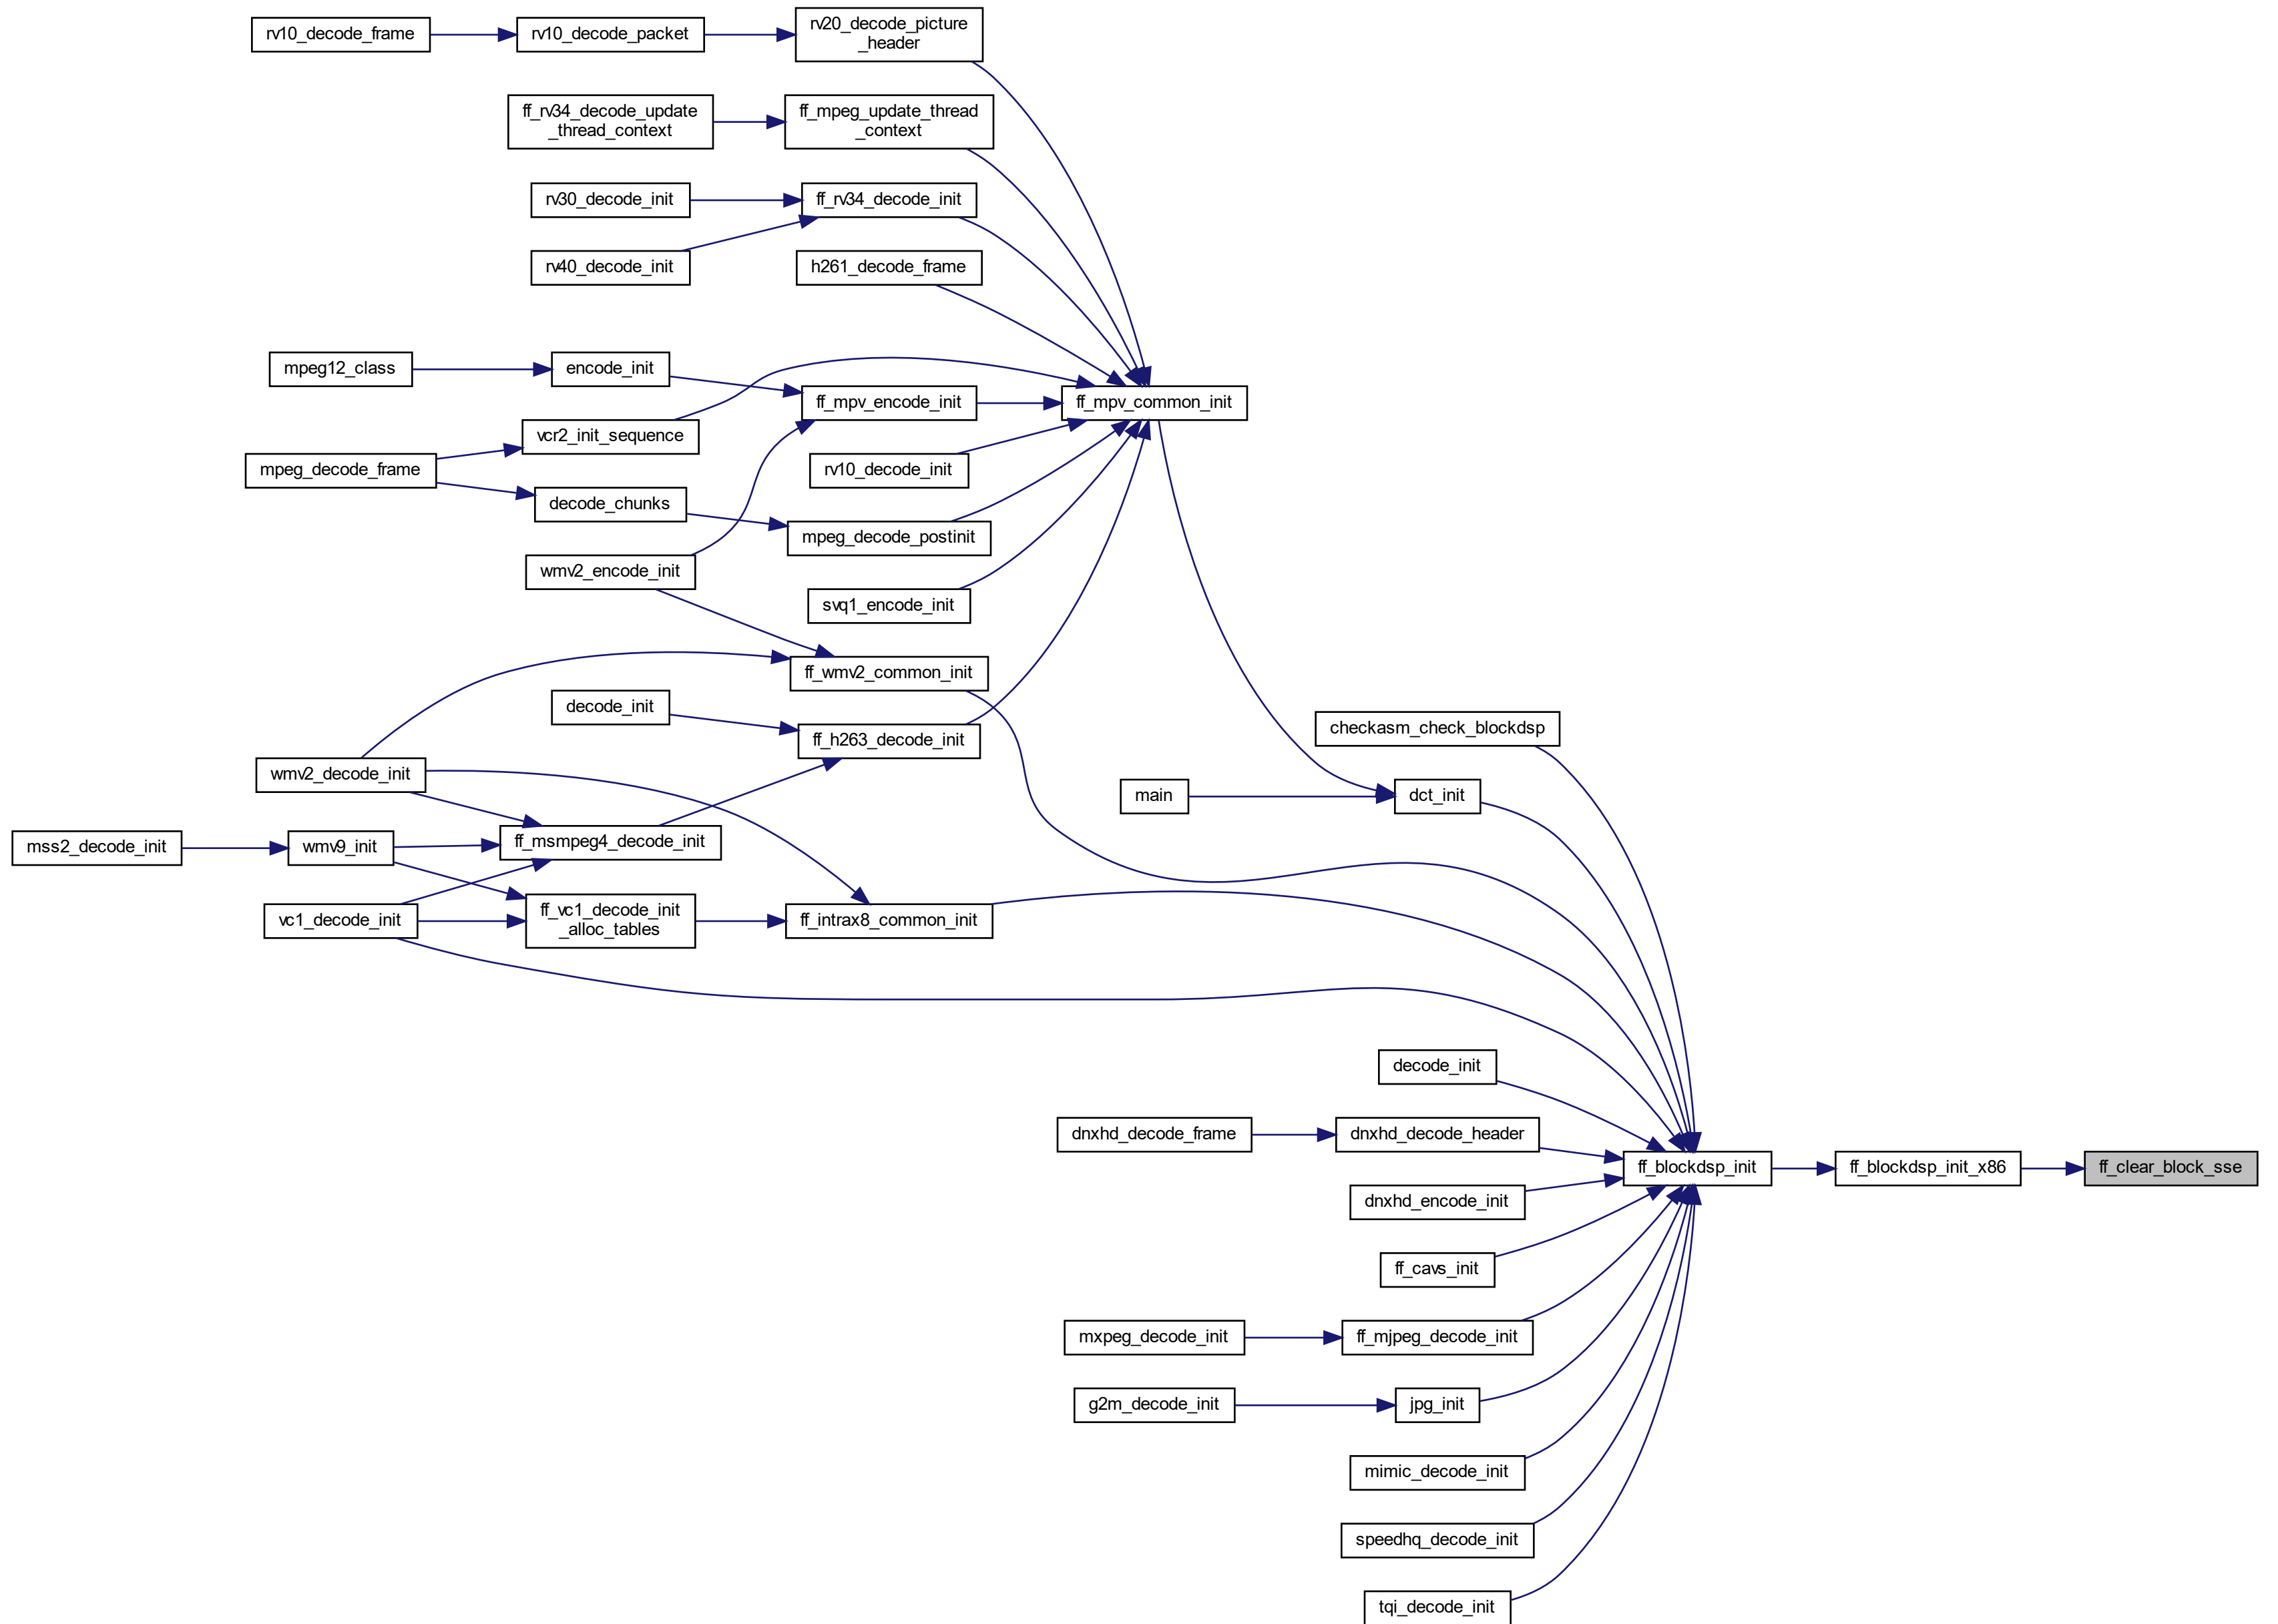 rv10_decode_frame
rv10_decode_packet
rv20_decode_picture
_header
ff_rv34_decode_update
_thread_context
ff_mpeg_update_thread
_context
rv30_decode_init
ff_rv34_decode_init
rv40_decode_init
h261_decode_frame
mpeg12_class
encode_init
ff_mpv_encode_init
ff_mpv_common_init
vcr2_init_sequence
mpeg_decode_frame
rv10_decode_init
decode_chunks
mpeg_decode_postinit
wmv2_encode_init
svq1_encode_init
ff_wmv2_common_init
decode_init
ff_h263_decode_init
checkasm_check_blockdsp
wmv2_decode_init
main
dct_init
mss2_decode_init
wmv9_init
ff_msmpeg4_decode_init
vc1_decode_init
ff_vc1_decode_init
_alloc_tables
ff_intrax8_common_init
decode_init
dnxhd_decode_frame
dnxhd_decode_header
ff_blockdsp_init
ff_blockdsp_init_x86
ff_clear_block_sse
dnxhd_encode_init
ff_cavs_init
mxpeg_decode_init
ff_mjpeg_decode_init
g2m_decode_init
jpg_init
mimic_decode_init
speedhq_decode_init
tqi_decode_init